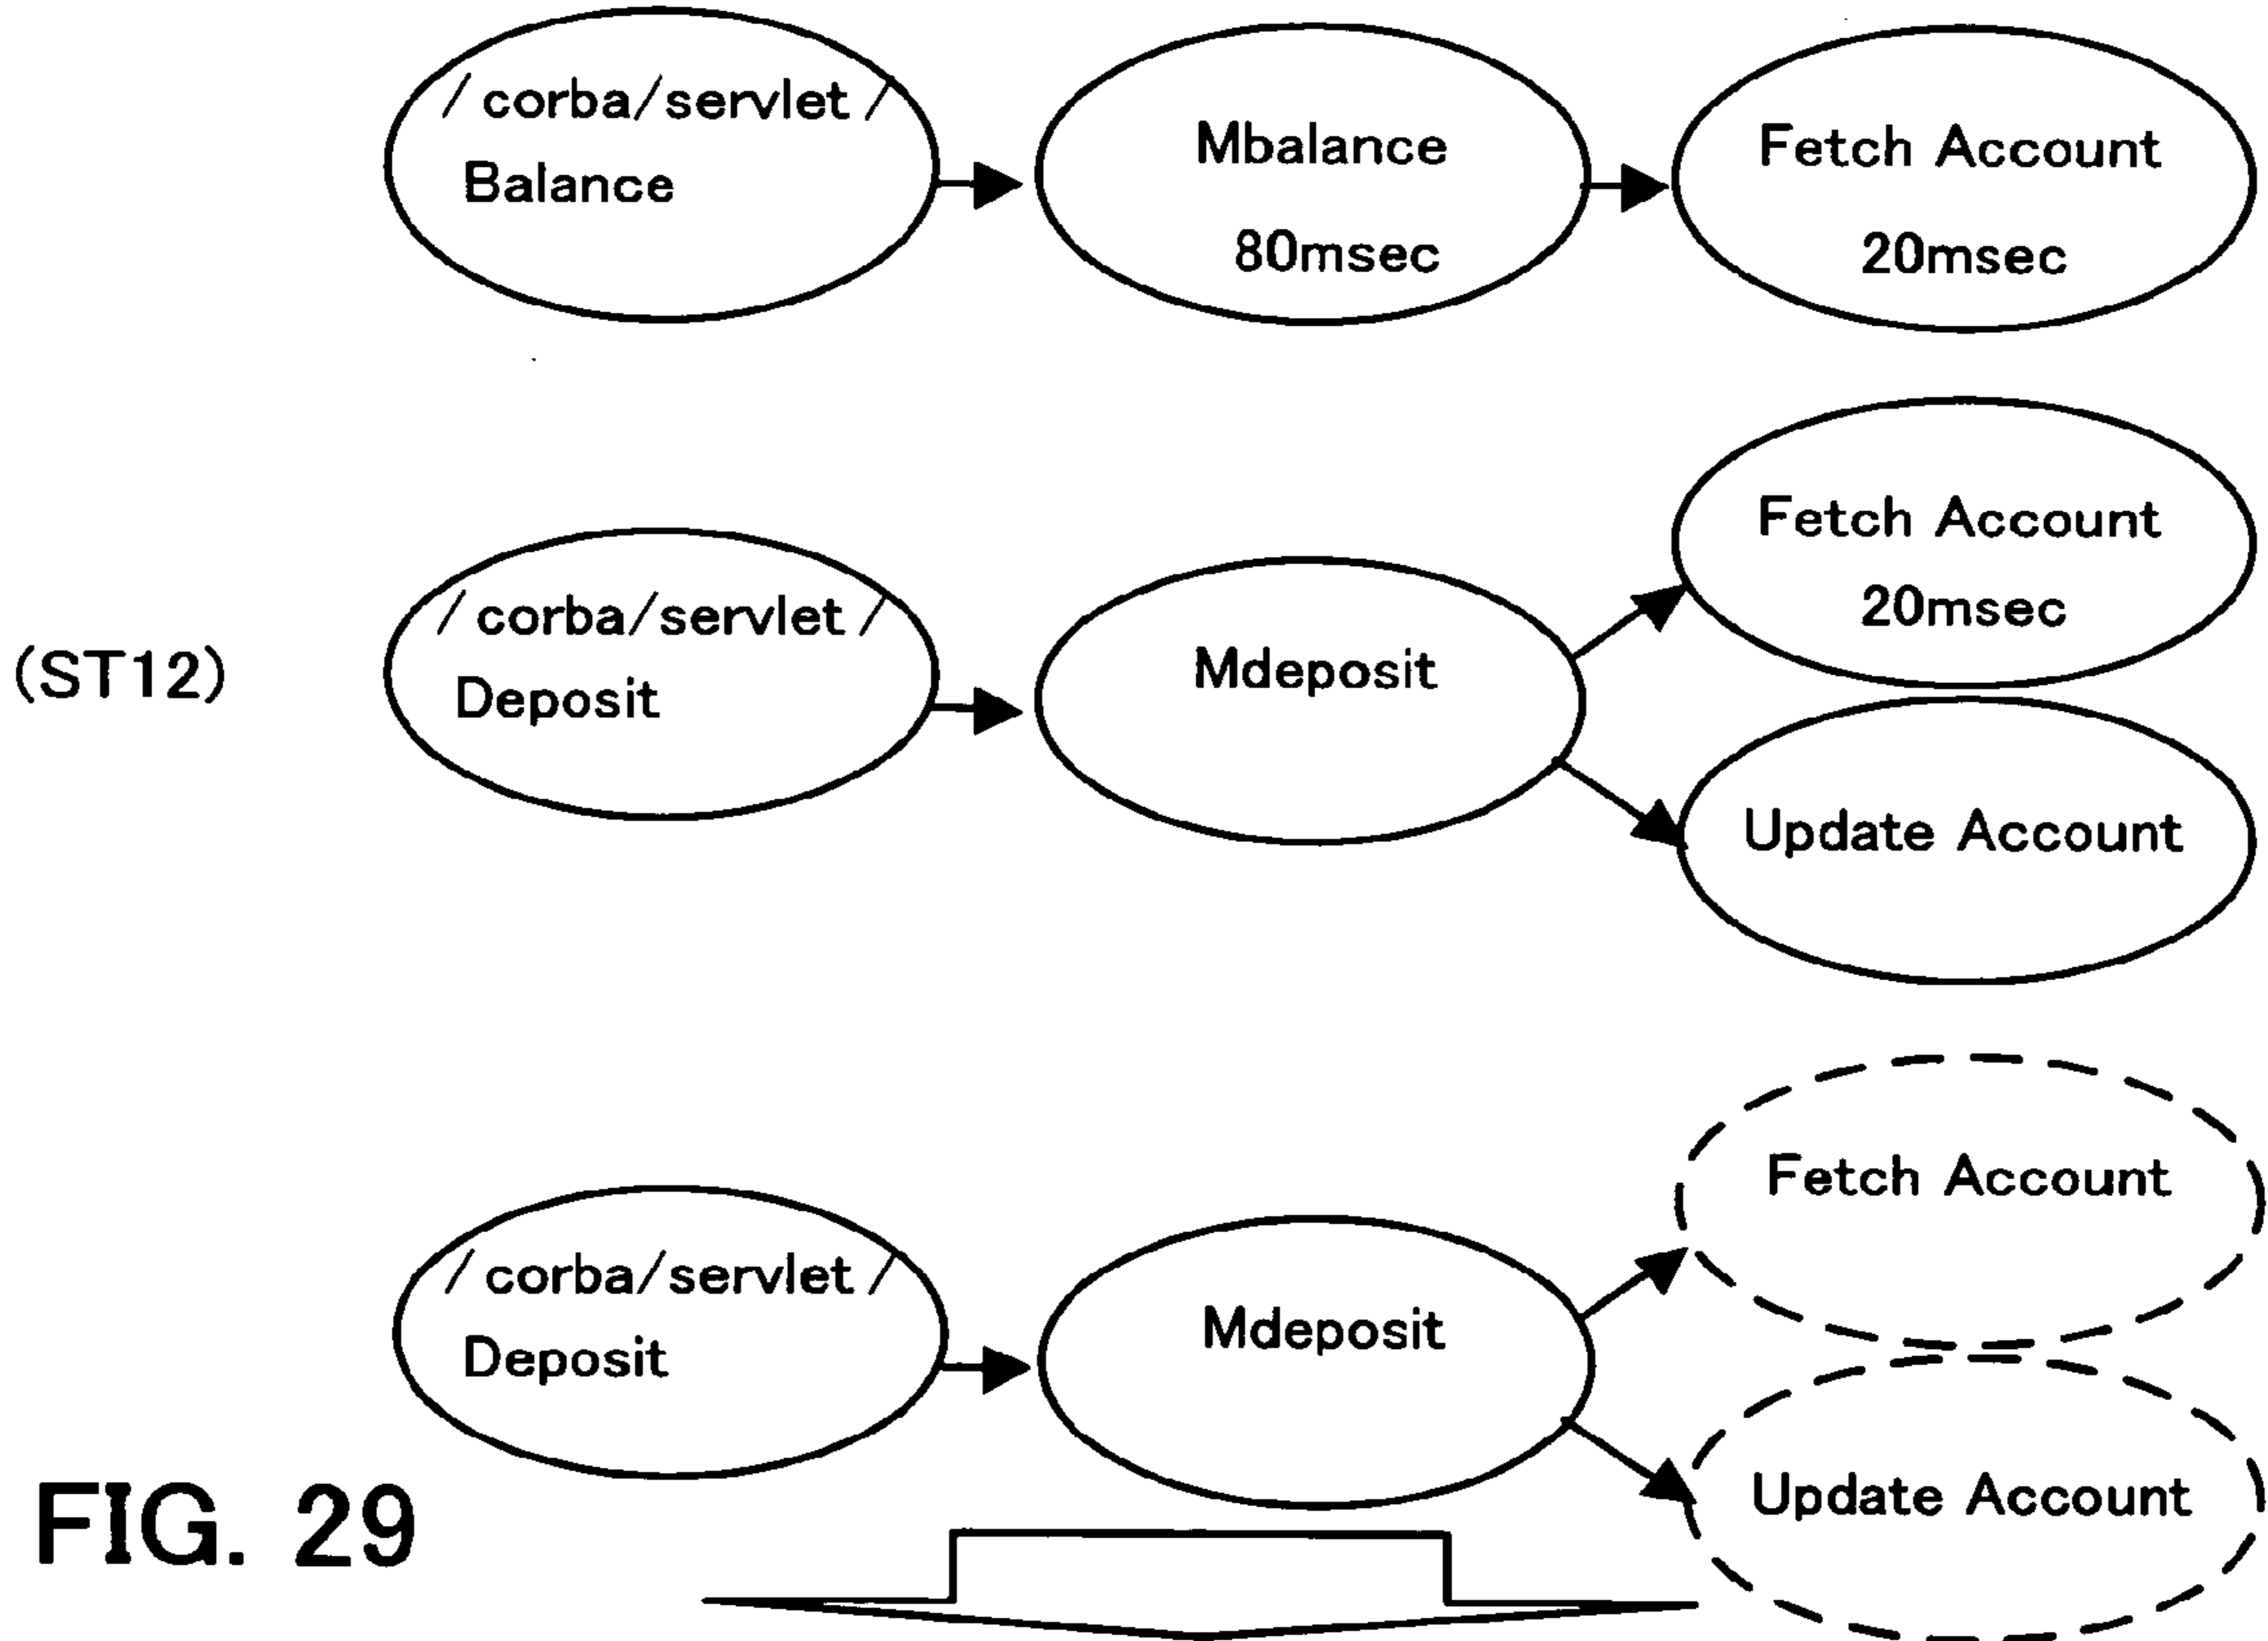 / corba/servlet /
Balance
Mbalance
80msec
Fetch Account
20msec
(ST12)
/ corba/servlet /
Deposit
Mdeposit
Fetch Account
20msec
Update Account
/ corba/servlet /
Deposit
Mdeposit
Fetch Account
Update Account
FIG. 29